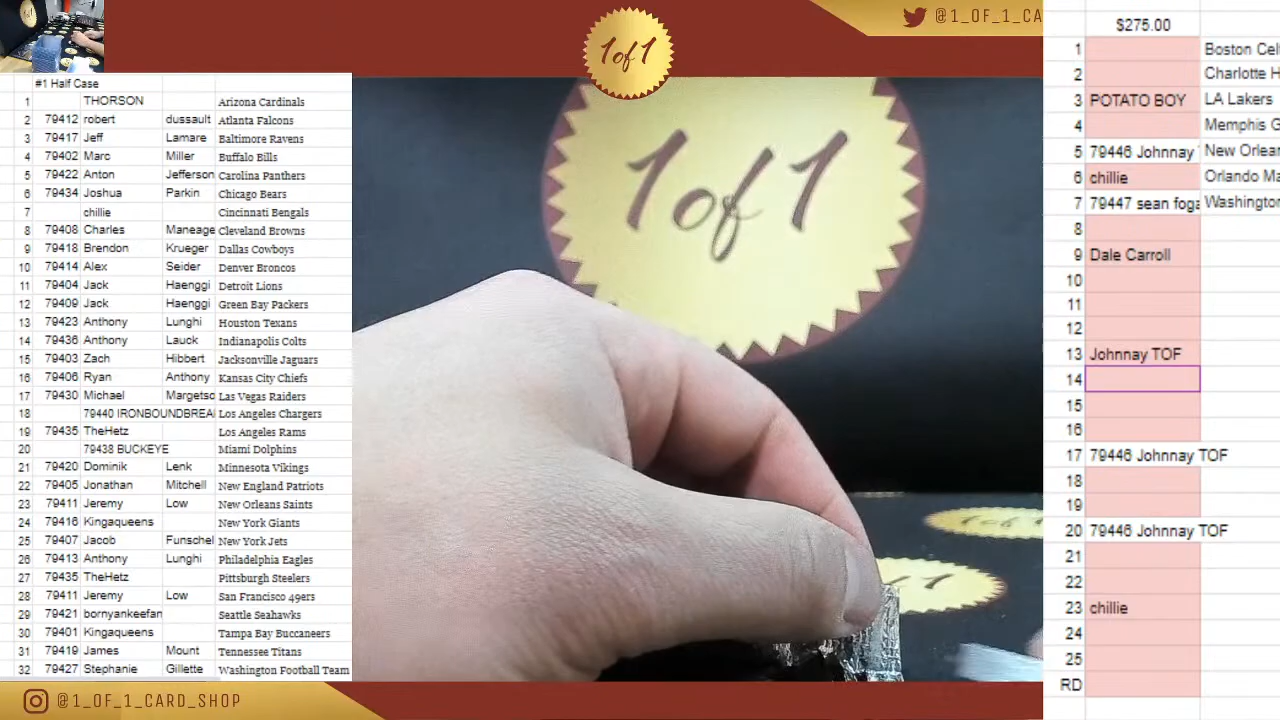 @1_OF_1_CA
1of1
#1 Half Case
1 THORSON Arizona Cardinals
2 79412 robert dussault Atlanta Falcons
3 79417 Jeff Lamare Baltimore Ravens
4 79402 Marc Miller Buffalo Bills
5 79422 Anton Jefferson Carolina Panthers
6 79434 Joshua Parkin Chicago Bears
7 chillie Cincinnati Bengals
8 79408 Charles Maneage Cleveland Browns
9 79418 Brendon Krueger Dallas Cowboys
10 79414 Alex Seider Denver Broncos
11 79404 Jack Haenggi Detroit Lions
12 79409 Jack Haenggi Green Bay Packers
13 79423 Anthony Lunghi Houston Texans
14 79436 Anthony Lauck Indianapolis Colts
15 79403 Zach Hibbert Jacksonville Jaguars
16 79406 Ryan Anthony Kansas City Chiefs
17 79430 Michael Margetso Las Vegas Raiders
18 79440 IRONBOUNDBREA Los Angeles Chargers
19 79435 TheHetz Los Angeles Rams
20 79438 BUCKEYE Miami Dolphins
21 79420 Dominik Lenk Minnesota Vikings
22 79405 Jonathan Mitchell New England Patriots
23 79411 Jeremy Low New Orleans Saints
24 79416 Kingaqueens New York Giants
25 79407 Jacob Funschel New York Jets
26 79413 Anthony Lunghi Philadelphia Eagles
27 79435 TheHetz Pittsburgh Steelers
28 79411 Jeremy Low San Francisco 49ers
29 79421 bornyankeefan Seattle Seahawks
30 79401 Kingaqueens Tampa Bay Buccaneers
31 79419 James Mount Tennessee Titans
32 79427 Stephanie Gillette Washington Football Team
1of1
$275.00
1 Boston Cel
2 Charlotte H
3 POTATO BOY LA Lakers
4 Memphis G
5 79446 Johnnay New Orlea
6 chillie Orlando Ma
7 79447 sean foga Washington
8
9 Dale Carroll
10
11
12
13 Johnnay TOF
14
15
16
17 79446 Johnnay TOF
18
19
20 79446 Johnnay TOF
21
22
23 chillie
24
25
RD
@1_OF_1_CARD_SHOP